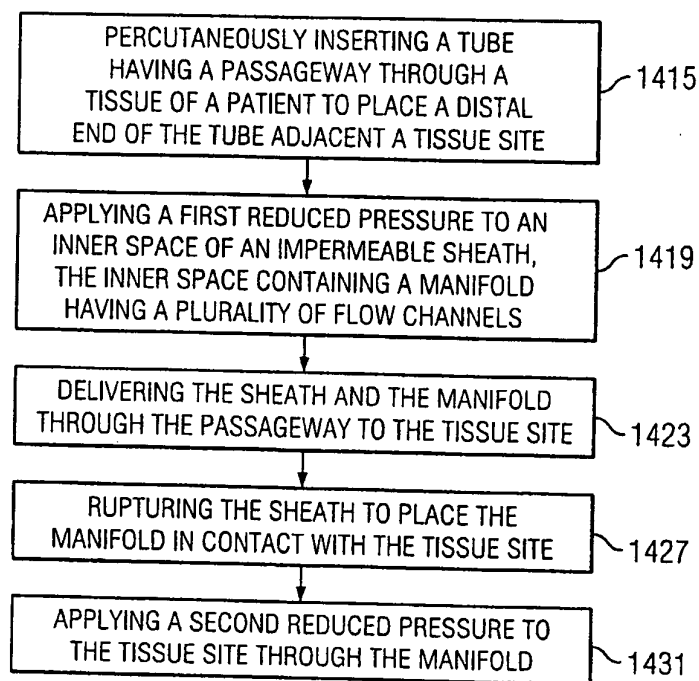 PERCUTANEOUSLY INSERTING A TUBE
HAVING A PASSAGEWAY THROUGH A
TISSUE OF A PATIENT TO PLACE A DISTAL
END OF THE TUBE ADJACENT A TISSUE SITE
1415
APPLYING A FIRST REDUCED PRESSURE TO AN
INNER SPACE OF AN IMPERMEABLE SHEATH,
THE INNER SPACE CONTAINING A MANIFOLD
HAVING A PLURALITY OF FLOW CHANNELS
1419
DELIVERING THE SHEATH AND THE MANIFOLD
THROUGH THE PASSAGEWAY TO THE TISSUE SITE
1423
RUPTURING THE SHEATH TO PLACE THE
MANIFOLD IN CONTACT WITH THE TISSUE SITE
1427
APPLYING A SECOND REDUCED PRESSURE TO
THE TISSUE SITE THROUGH THE MANIFOLD
1431